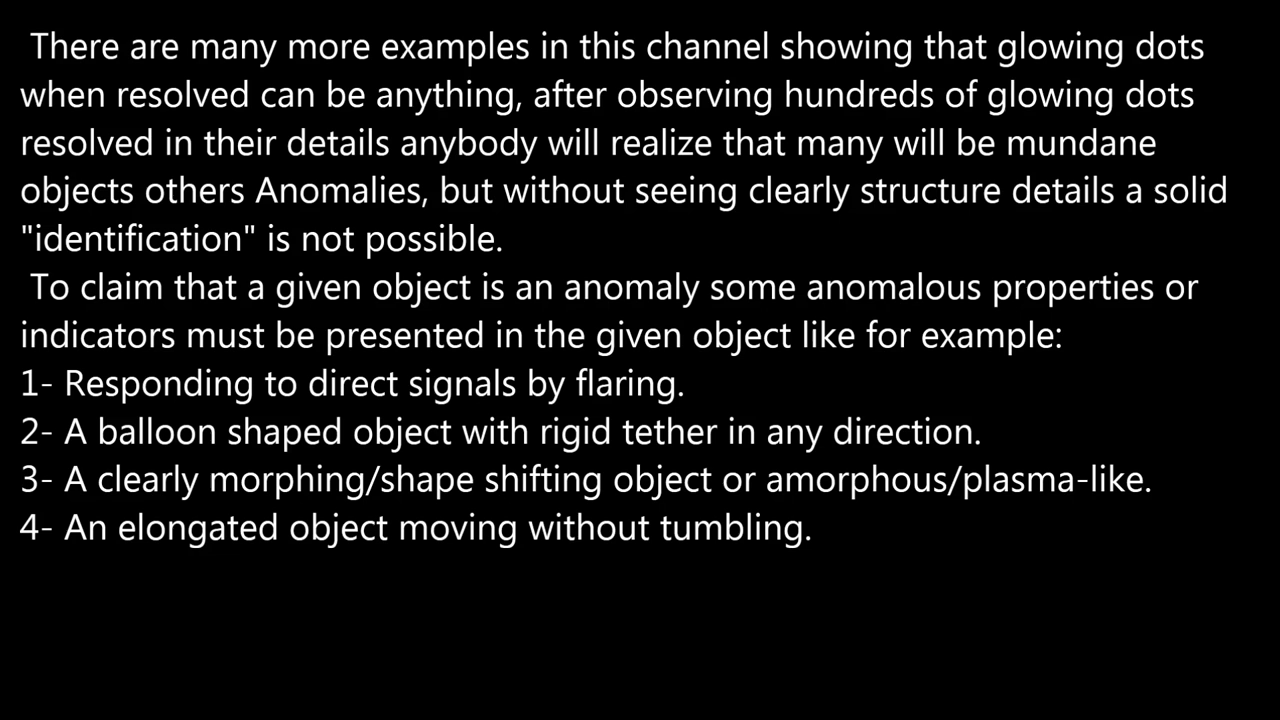 There are many more examples in this channel showing that glowing dots
when resolved can be anything, after observing hundreds of glowing dots
resolved in their details anybody will realize that many will be mundane
objects others Anomalies, but without seeing clearly structure details a solid
"identification" is not possible.
To claim that a given object is an anomaly some anomalous properties or
indicators must be presented in the given object like for example:
1- Responding to direct signals by flaring.
2- A balloon shaped object with rigid tether in any direction.
3- A clearly morphing/shape shifting object or amorphous/plasma-like.
4- An elongated object moving without tumbling.